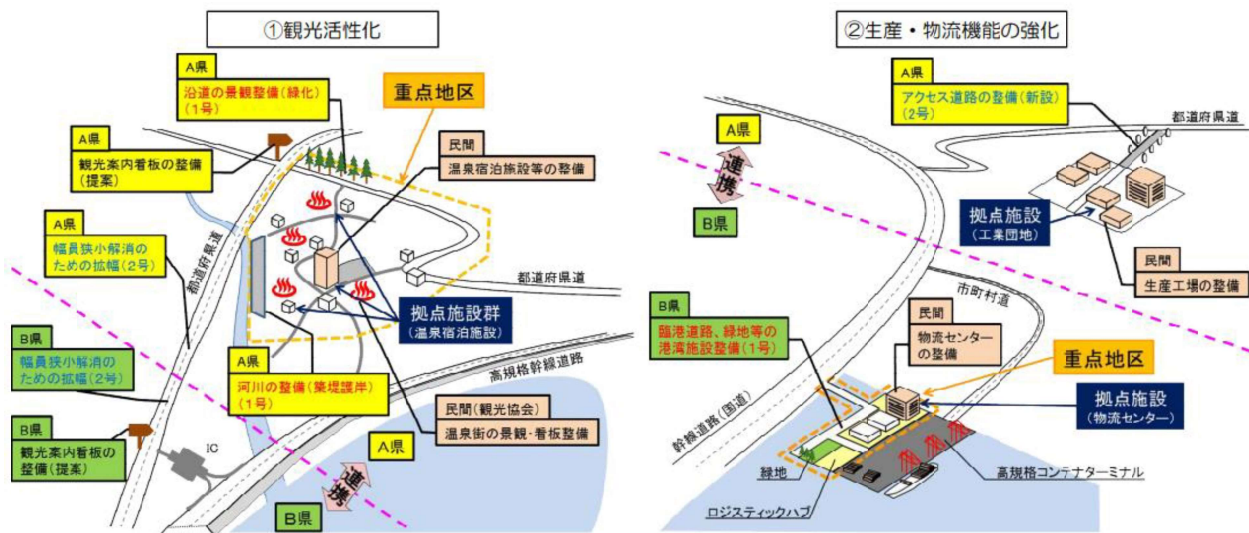 ①観光活性化
A県
沿道の景観整備(緑化)
(1号)
重点地区
A県
観光案内看板の整備
(提案)
民間
温泉宿泊施設等の整備
A県
幅員狭小解消の
ための拡幅(2号)
都道府県道
都道府県道
拠点施設群
(温泉宿泊施設)
B県
幅員狭小解消の
ための拡幅(2号)
A県
河川の整備(築堤護岸)
(1号)
高規格幹線道路
民間(観光協会)
温泉街の景観・看板整備
B県
観光案内看板の
整備(提案)
IC
A県
連携
B県
②生産・物流機能の強化
A県
アクセス道路の整備(新設)
(2号)
都道府県道
A県
連携
B県
拠点施設
(工業団地)
民間
生産工場の整備
市町村道
B県
臨港道路、緑地等の
港湾施設整備(1号)
民間
物流センター
の整備
重点地区
拠点施設
(物流センター)
幹線道路(国道)
緑地
高規格コンテナターミナル
ロジスティックハブ